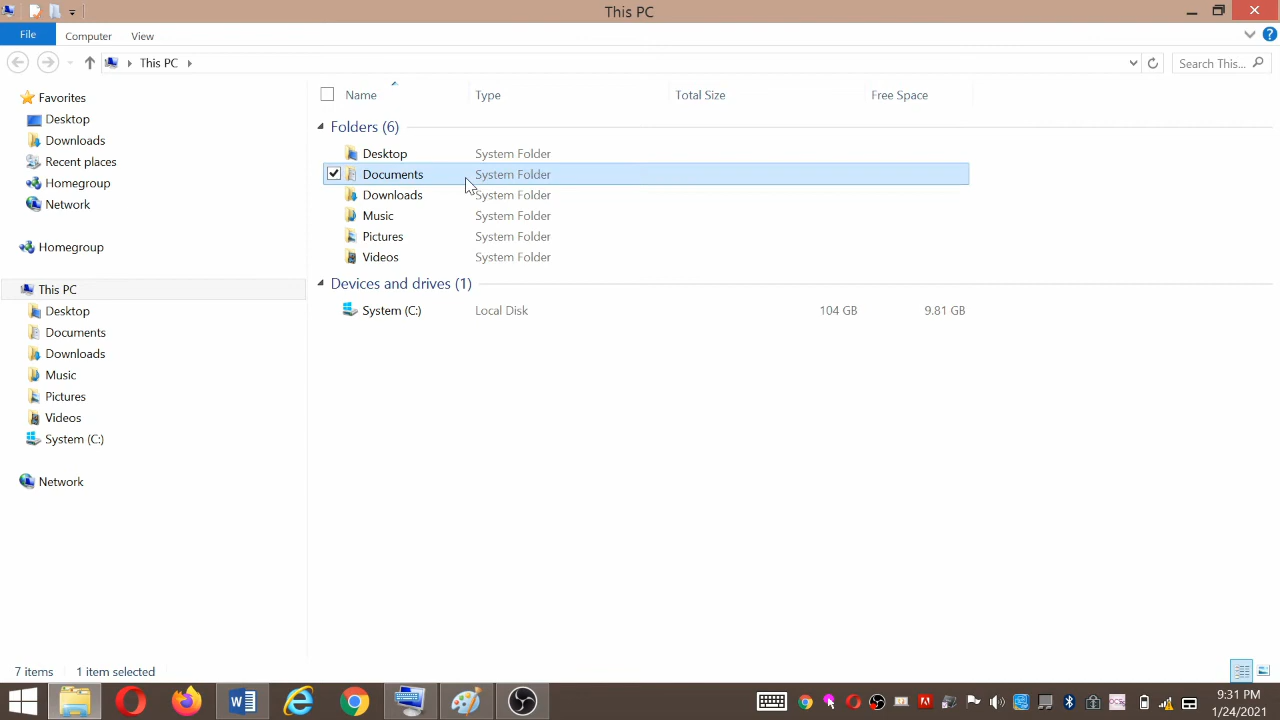 This PC
File
Computer
View
This PC
Search This...
Favorites
Desktop
Downloads
Recent places
Homegroup
Network
Homegroup
This PC
Desktop
Documents
Downloads
Music
Pictures
Videos
System (C:)
Network
Name Type Total Size Free Space
Folders (6)
Desktop System Folder
Documents System Folder
Downloads System Folder
Music System Folder
Pictures System Folder
Videos System Folder
Devices and drives (1)
System (C:) Local Disk 104 GB 9.81 GB
7 items 1 item selected
9:31 PM
1/24/2021